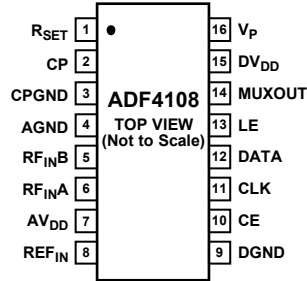 RSET 1
CP 2
CPGND 3
AGND 4
RFINB 5
RFINA 6
AVDD 7
REFIN 8
ADF4108
TOP VIEW
(Not to Scale)
16 VP
15 DVDD
14 MUXOUT
13 LE
12 DATA
11 CLK
10 CE
9 DGND